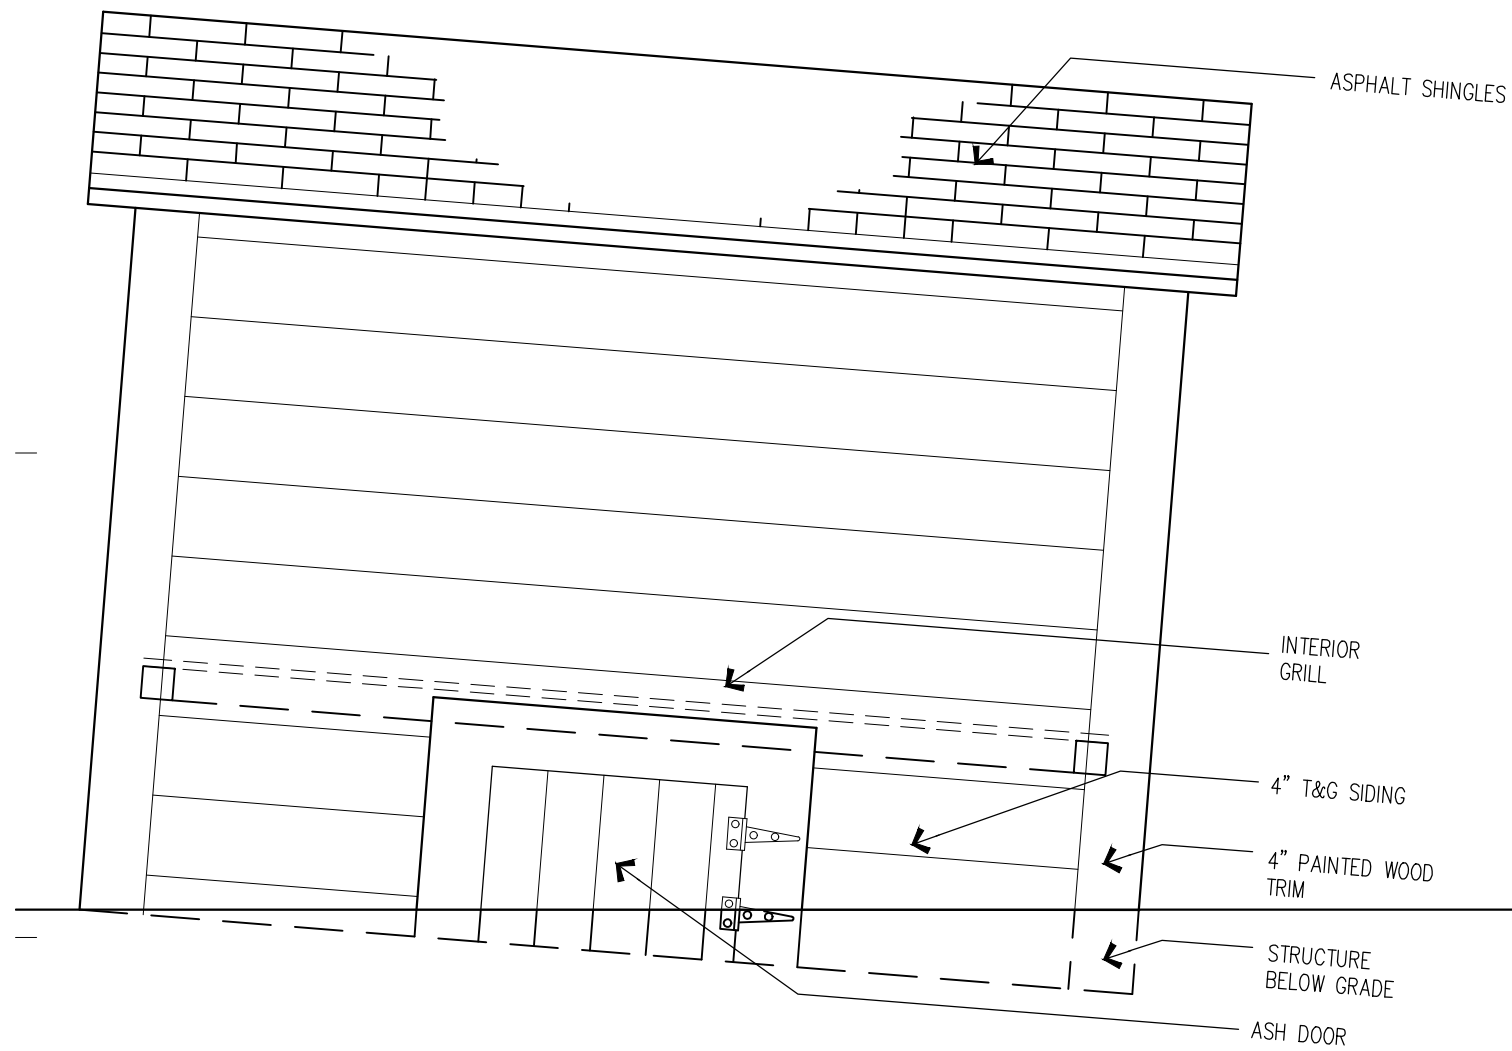 ASPHALT SHINGLES
INTERIOR
GRILL
4" T&G SIDING
4" PAINTED WOOD
TRIM
STRUCTURE
BELOW GRADE
ASH DOOR